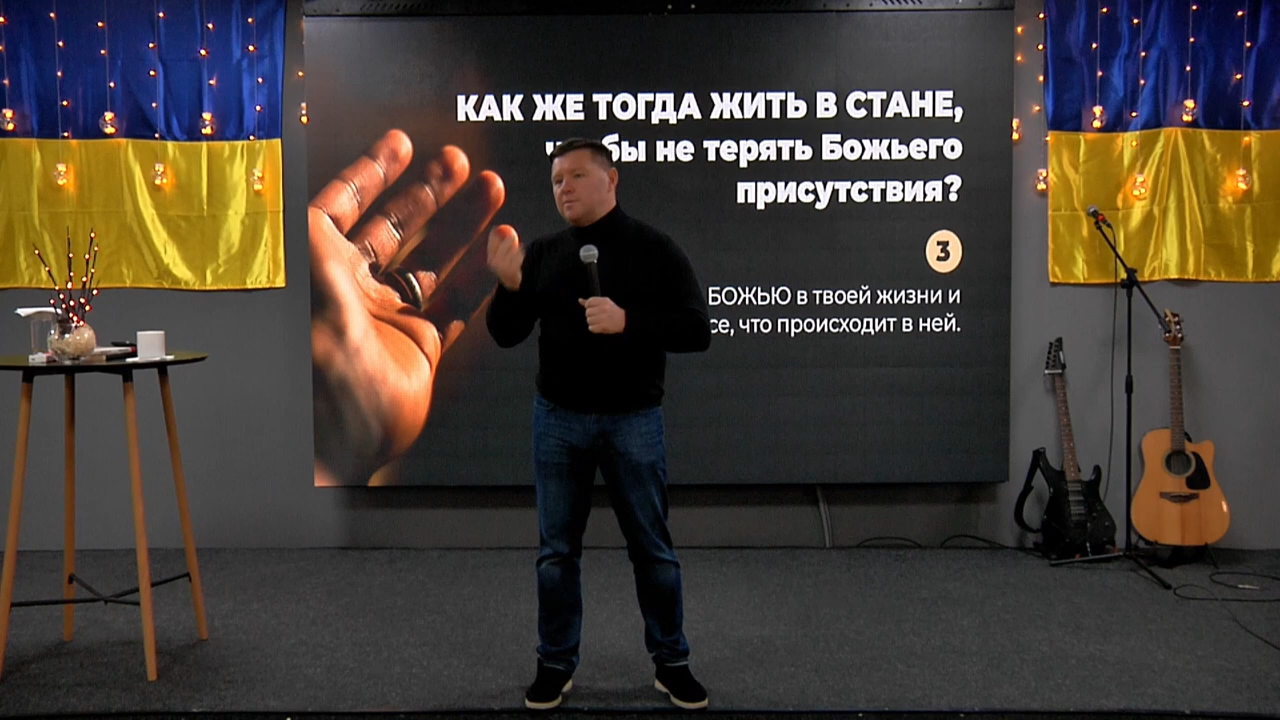 КАК ЖЕ ТОГДА ЖИТЬ В СТАНЕ,
не терять Божьего
присутствия?
3
БОЖЬЮ в твоей жизни и
что происходит в ней.